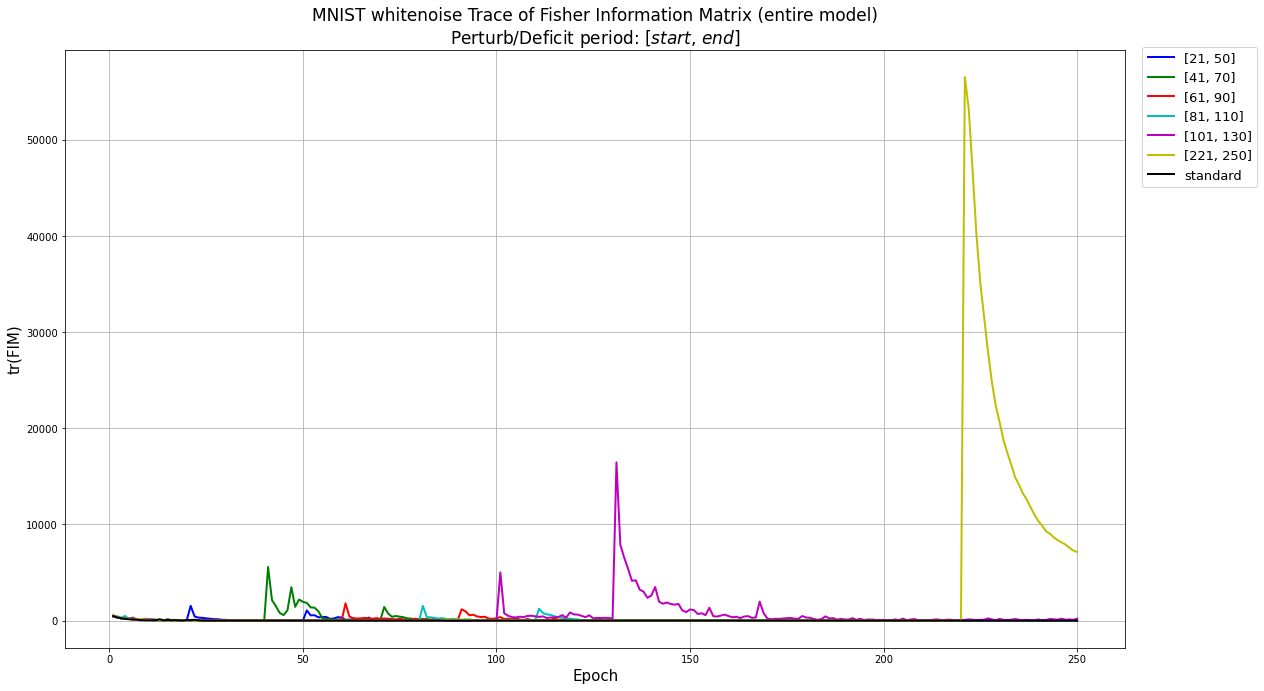 MNIST whitenoise Trace of Fisher Information Matrix (entire model)
Perturb/Deficit period: [start, end]
[21, 50]
[41, 70]
[61, 90]
[81, 110]
[101, 130]
[221, 250]
standard
tr(FIM)
50000
40000
30000
20000
10000
0
0 50 100 150 200 250
Epoch